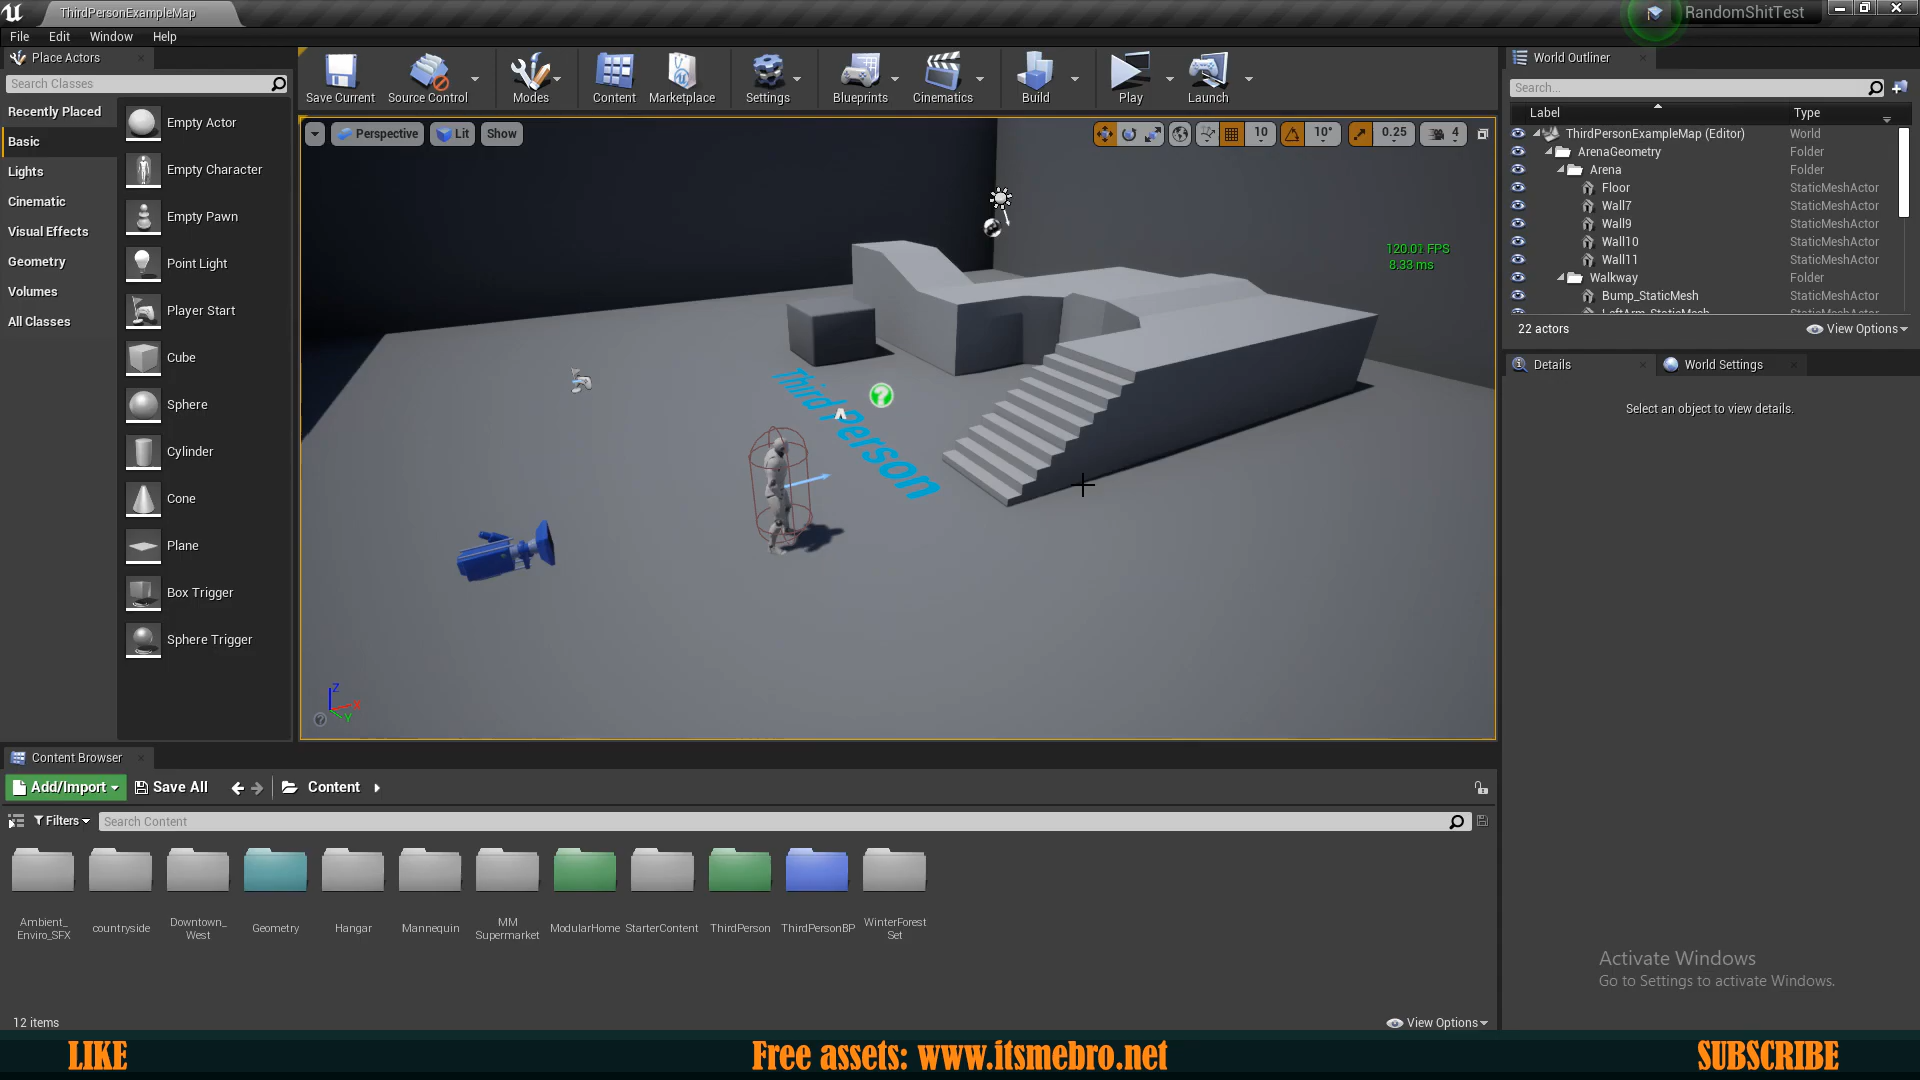 ThirdPersonExampleMap
RandomShitTest
File Edit Window Help
Place Actors
Search Classes
Recently Placed
Basic
Lights
Cinematic
Visual Effects
Geometry
Volumes
All Classes
Empty Actor
Empty Character
Empty Pawn
Point Light
Player Start
Cube
Sphere
Cylinder
Cone
Plane
Box Trigger
Sphere Trigger
Save Current Source Control Modes Content Marketplace Settings Blueprints Cinematics Build Play Launch
Perspective Lit Show
10 10° 0.25 4
120.01 FPS
8.33 ms
ThirdPerson
Z
X
Y
World Outliner
Search...
Label Type
ThirdPersonExampleMap (Editor) World
ArenaGeometry Folder
Arena Folder
Floor StaticMeshActor
Wall7 StaticMeshActor
Wall9 StaticMeshActor
Wall10 StaticMeshActor
Wall11 StaticMeshActor
Walkway Folder
Bump_StaticMesh StaticMeshActor
LeftArm_StaticMesh StaticMeshActor
22 actors View Options
Details World Settings
Select an object to view details.
Content Browser
Add/Import Save All Content
Filters Search Content
Ambient_
Enviro_SFX
countryside
Downtown_
West
Geometry
Hangar
Mannequin
MM
Supermarket
ModularHome
StarterContent
ThirdPerson
ThirdPersonBP
WinterForest
Set
12 items View Options
Activate Windows
Go to Settings to activate Windows.
LIKE Free assets: www.itsmebro.net SUBSCRIBE